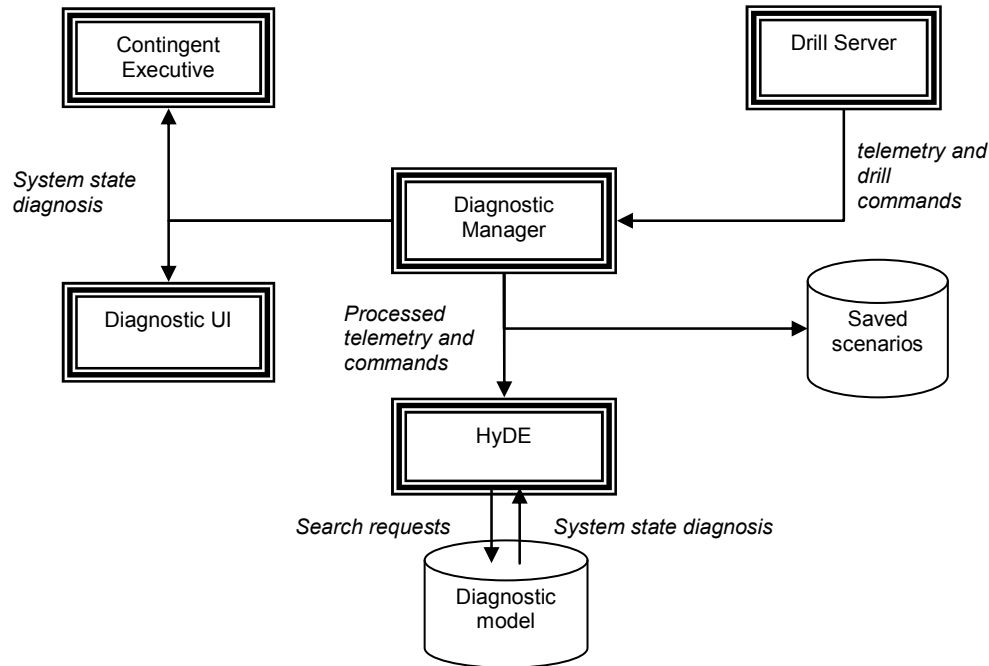 Contingent
Executive
Drill Server
System state
diagnosis
telemetry and
drill
commands
Diagnostic
Manager
Diagnostic UI
Processed
telemetry and
commands
Saved
scenarios
HyDE
Search requests
System state diagnosis
Diagnostic
model